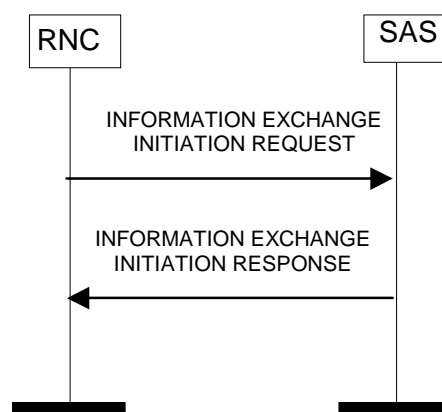 RNC
SAS
INFORMATION EXCHANGE
INITIATION REQUEST
INFORMATION EXCHANGE
INITIATION RESPONSE